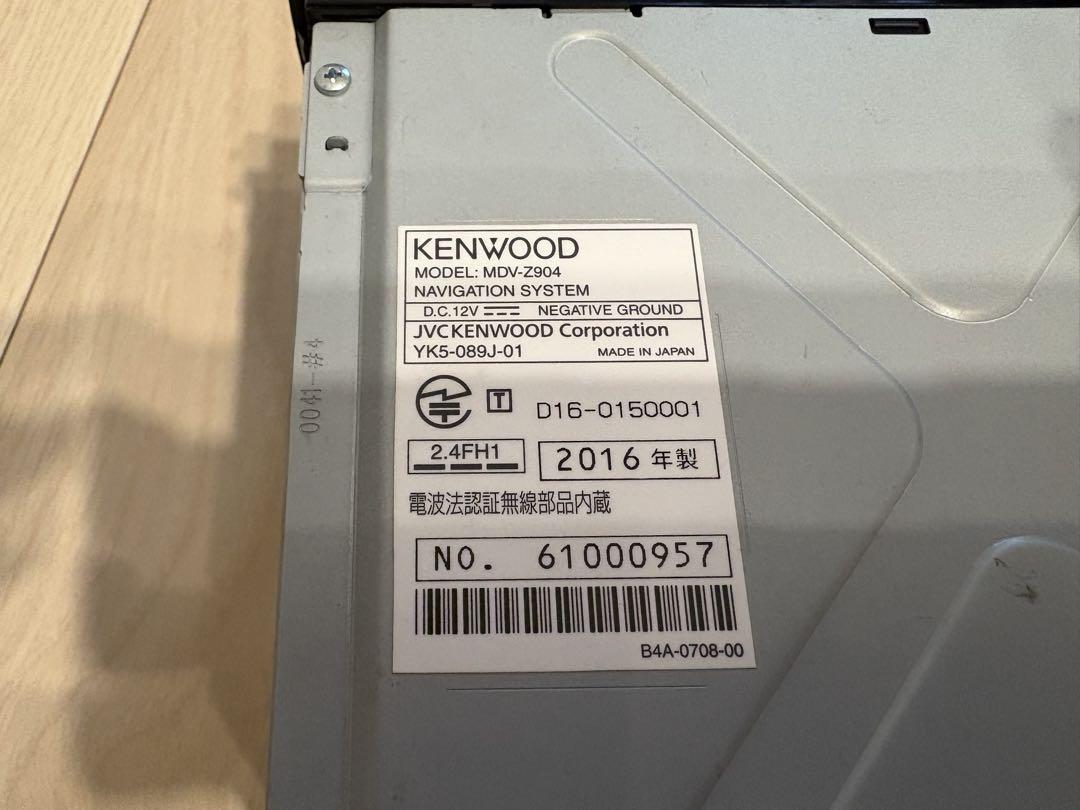 KENWOOD
MODEL: MDV-Z904
NAVIGATION SYSTEM
D.C.12V NEGATIVE GROUND
JVCKENWOOD Corporation
YK5-089J-01 MADE IN JAPAN
T D16-0150001
2.4FH1 2016 年製
電波法認証無線部品内蔵
NO. 61000957
B4A-0708-00